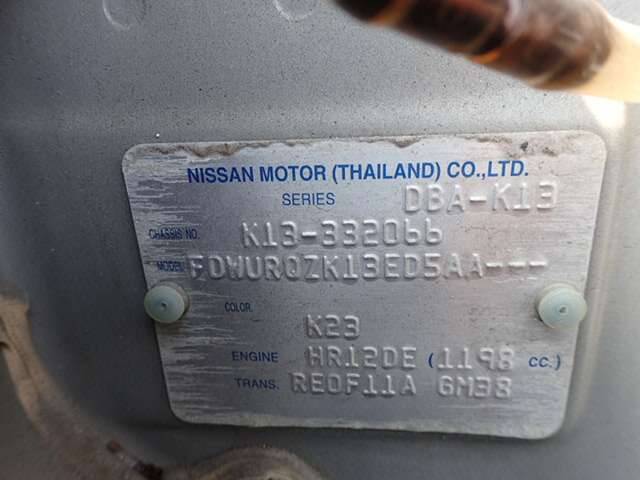 NISSAN MOTOR (THAILAND) CO.,LTD.
SERIES DBA-K13
CHASSIS NO. K13-332066
MODEL FDWURQZK13ED5AA---
COLOR
K23
ENGINE HR12DE (1198 CC.)
TRANS. RE0F11A GM38